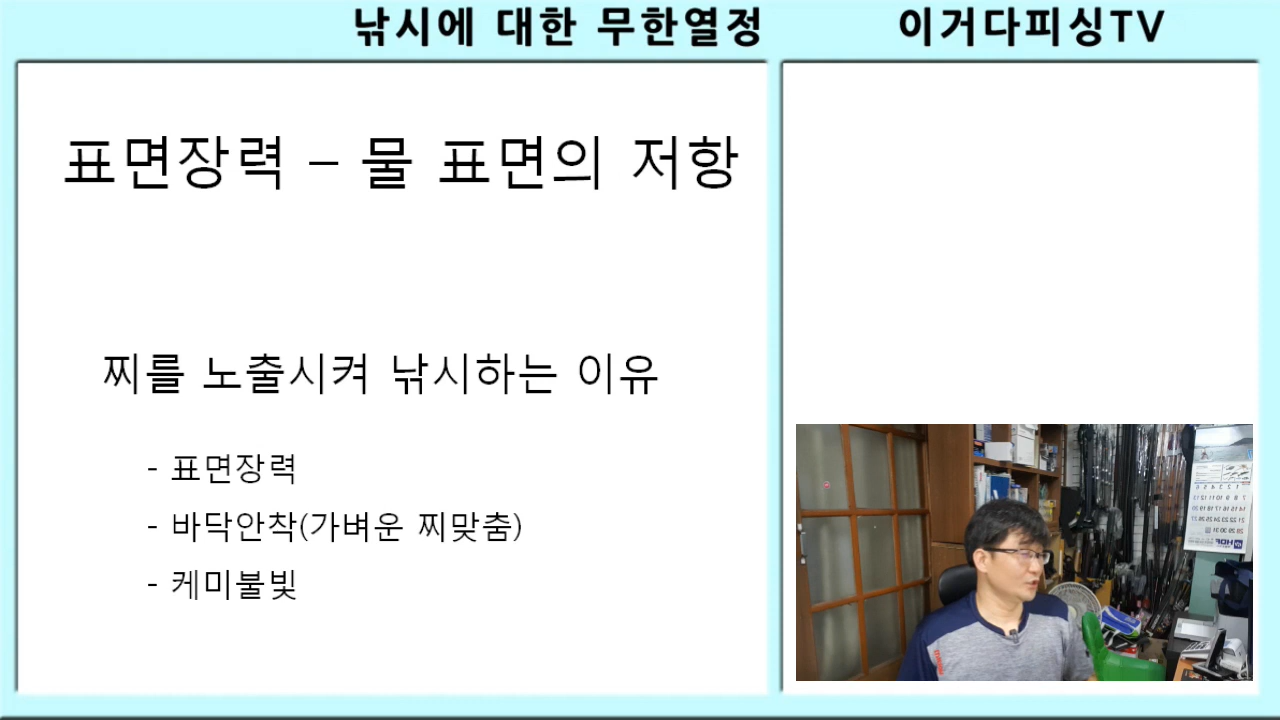 낚시에 대한 무한열정
이거다피싱TV
표면장력 – 물 표면의 저항
찌를 노출시켜 낚시하는 이유
- 표면장력
- 바닥안착(가벼운 찌맞춤)
- 케미불빛